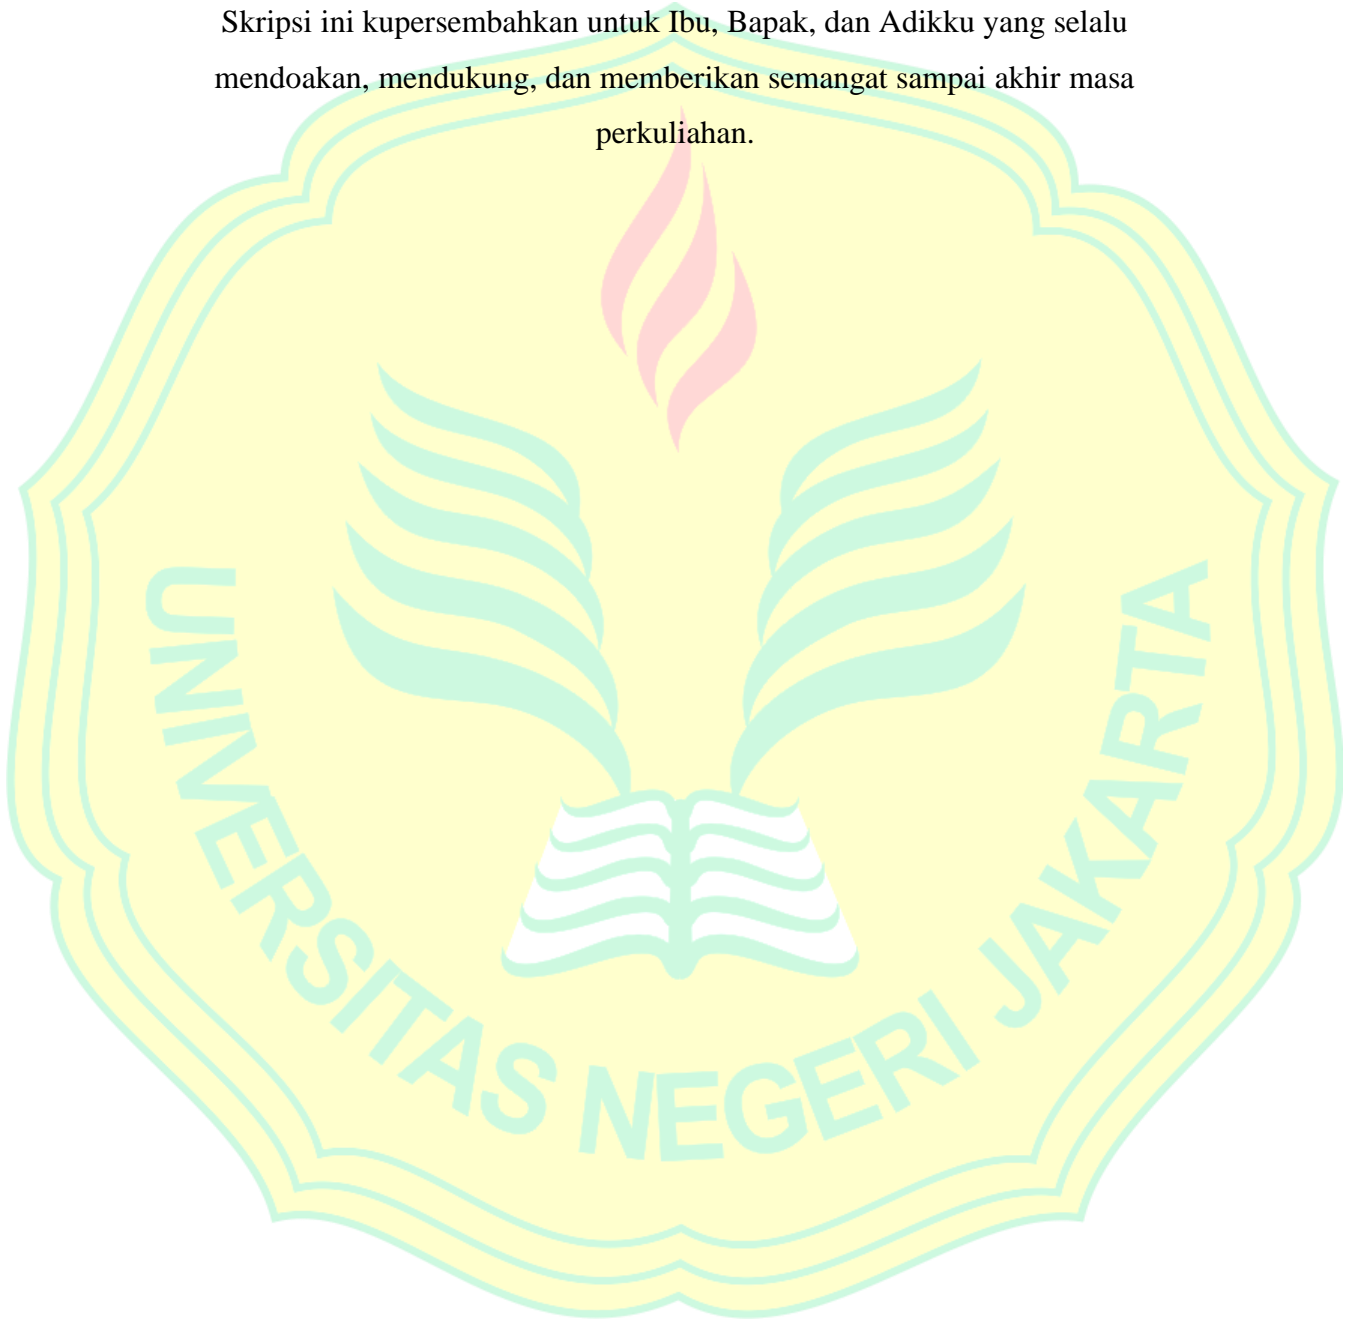 Skripsi ini kupersembahkan untuk Ibu, Bapak, dan Adikku yang selalu
mendoakan, mendukung, dan memberikan semangat sampai akhir masa
perkuliahan.
UNIVERSITAS NEGERI JAKARTA